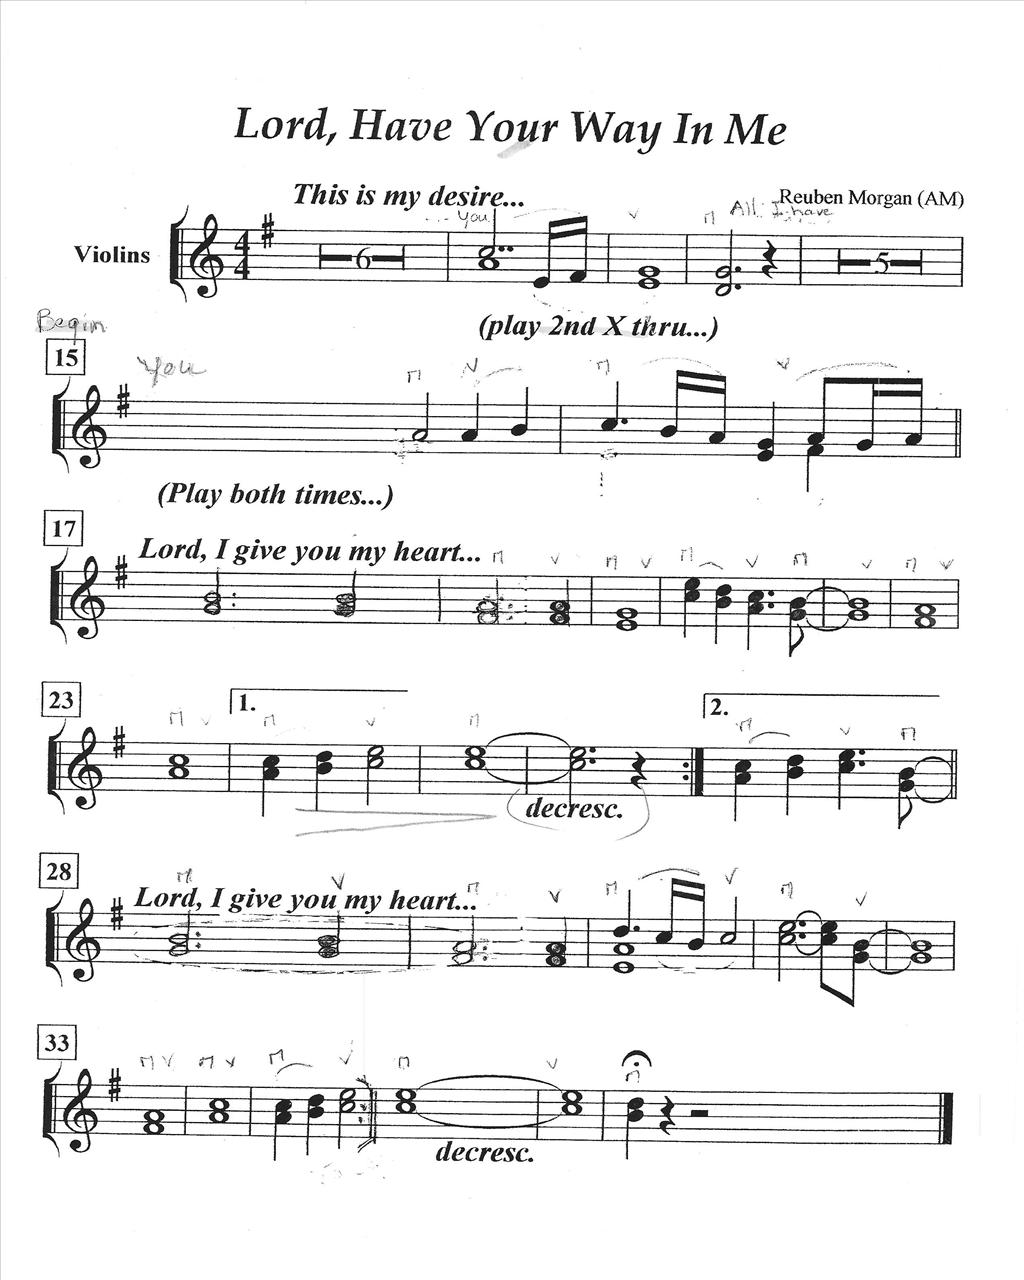 Lord, Have Your Way In Me
This is my desire...
Reuben Morgan (AM)
You
All I have
Violins
4
4
6
5
(play 2nd X thru...)
Begin
15
You
(Play both times...)
17
Lord, I give you my heart...
23
1.
2.
decresc.
28
Lord, I give you my heart...
33
decresc.